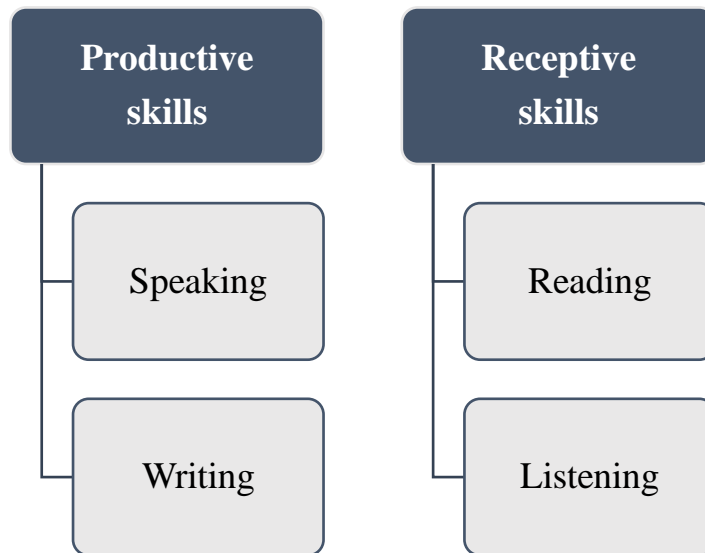 Productive
skills
Speaking
Writing
Receptive
skills
Reading
Listening